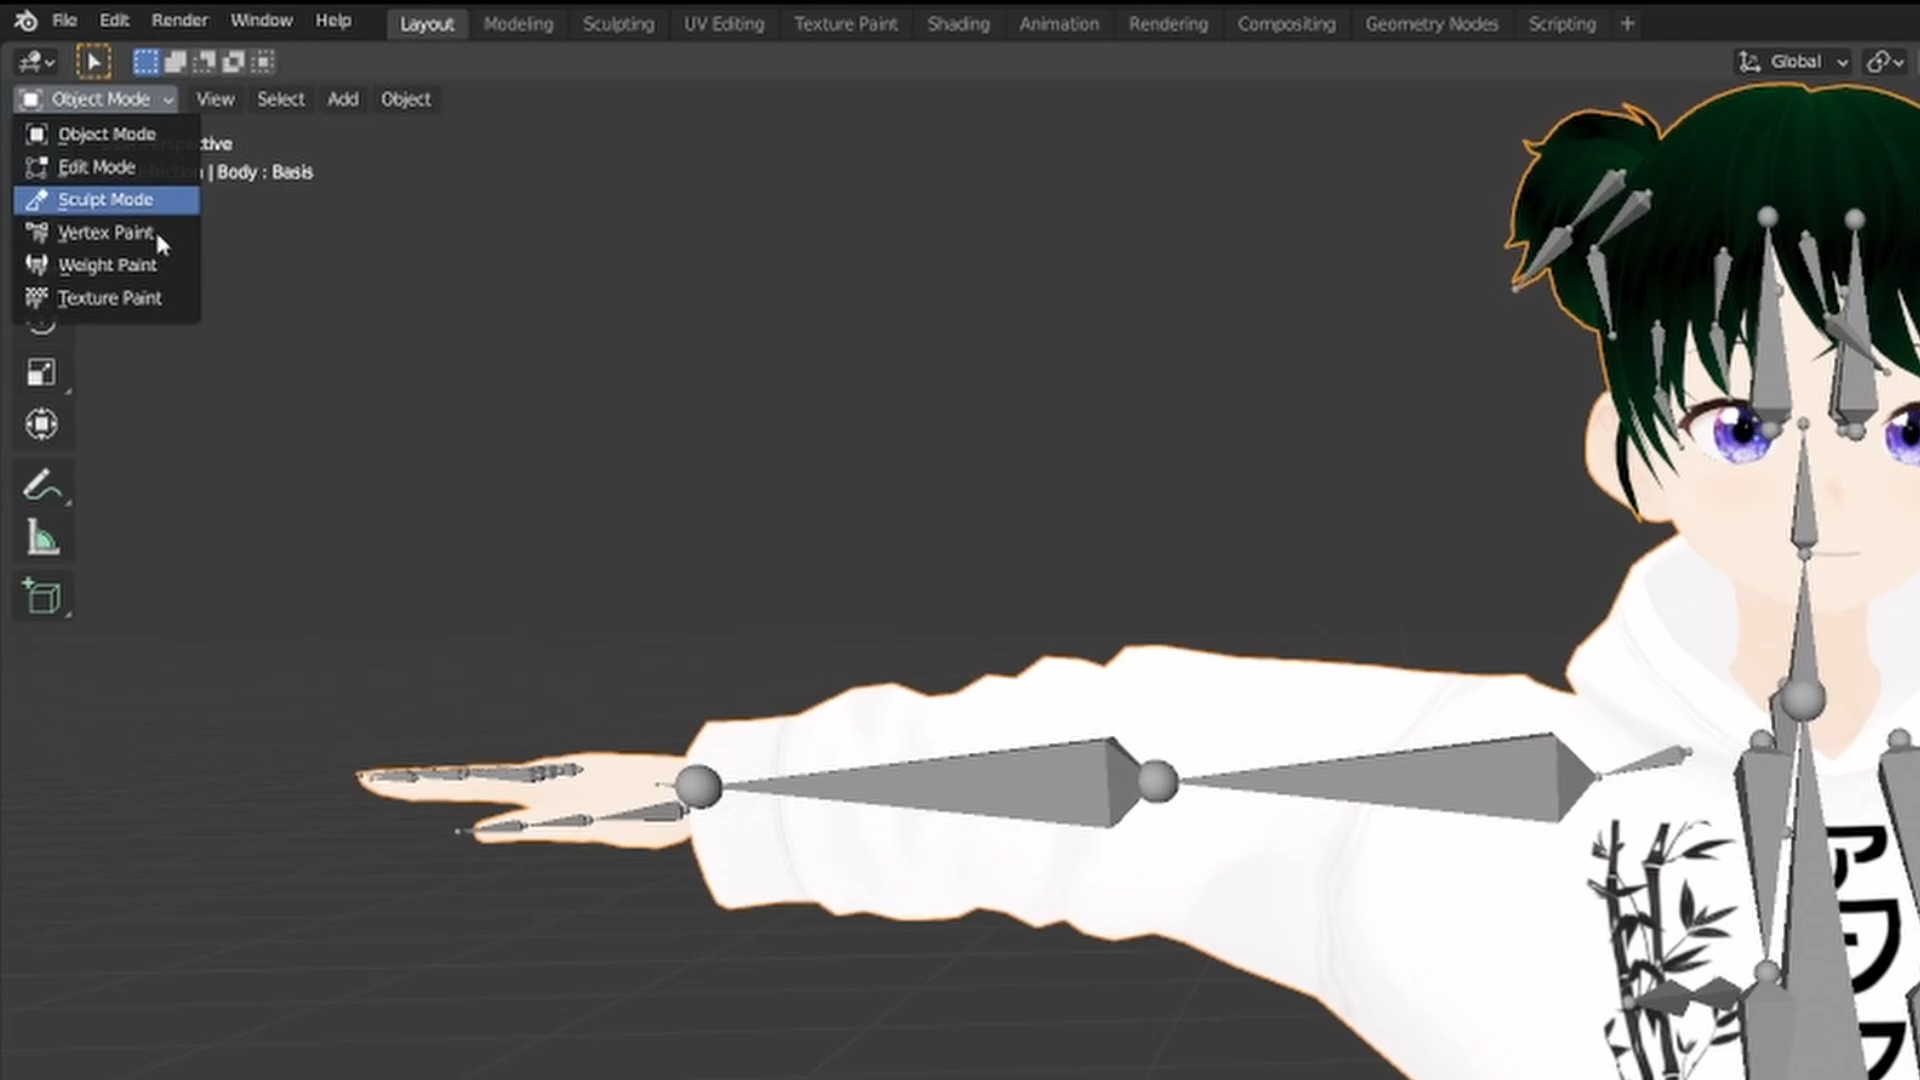 File Edit Render Window Help Layout Modeling Sculpting UV Editing Texture Paint Shading Animation Rendering Compositing Geometry Nodes Scripting +
Global
Object Mode View Select Add Object
Object Mode
Edit Mode
Sculpt Mode
Vertex Paint
Weight Paint
Texture Paint
| Body : Basis
ア